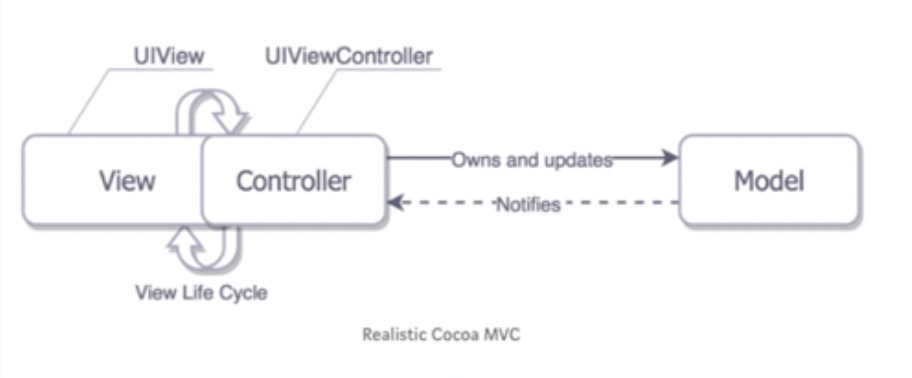 UIView
UIViewController
View
Controller
Owns and updates
Notifies
Model
View Life Cycle
Realistic Cocoa MVC